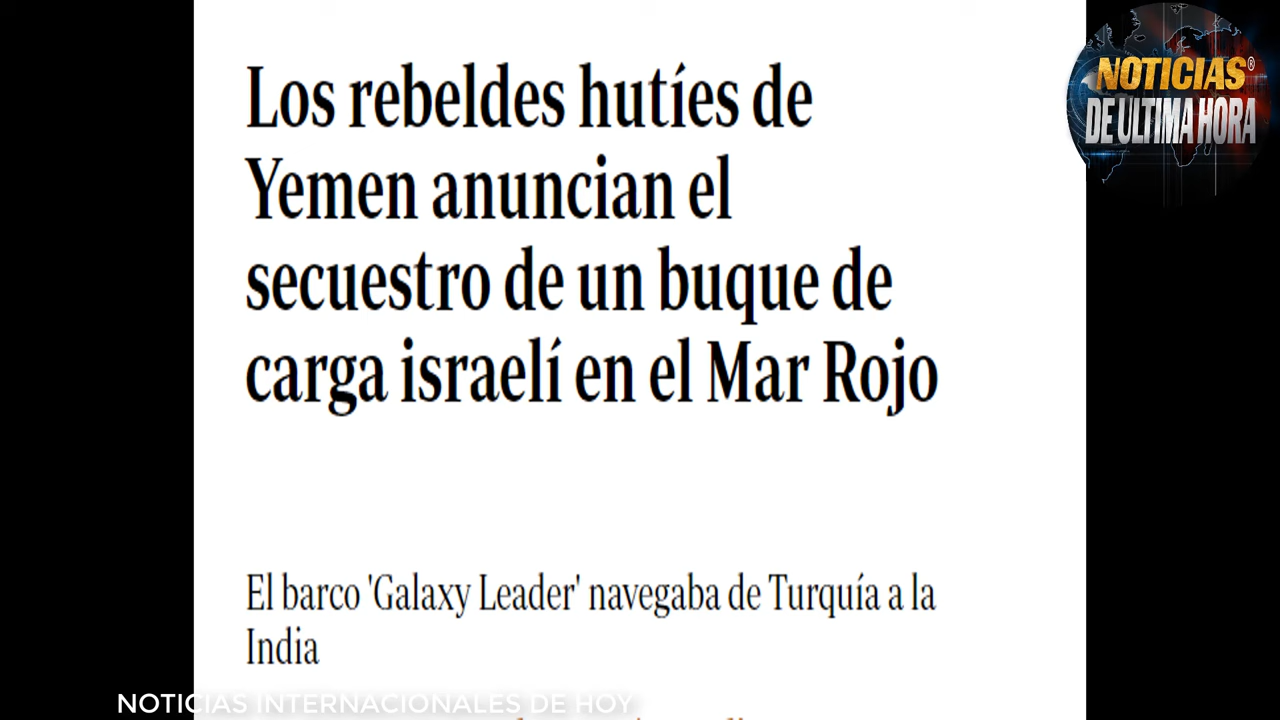 Los rebeldes hutíes de
Yemen anuncian el
secuestro de un buque de
carga israelí en el Mar Rojo
El barco 'Galaxy Leader' navegaba de Turquía a la
India
NOTICIAS®
DE ULTIMA HORA
NOTICIAS INTERNACIONALES DE HOY